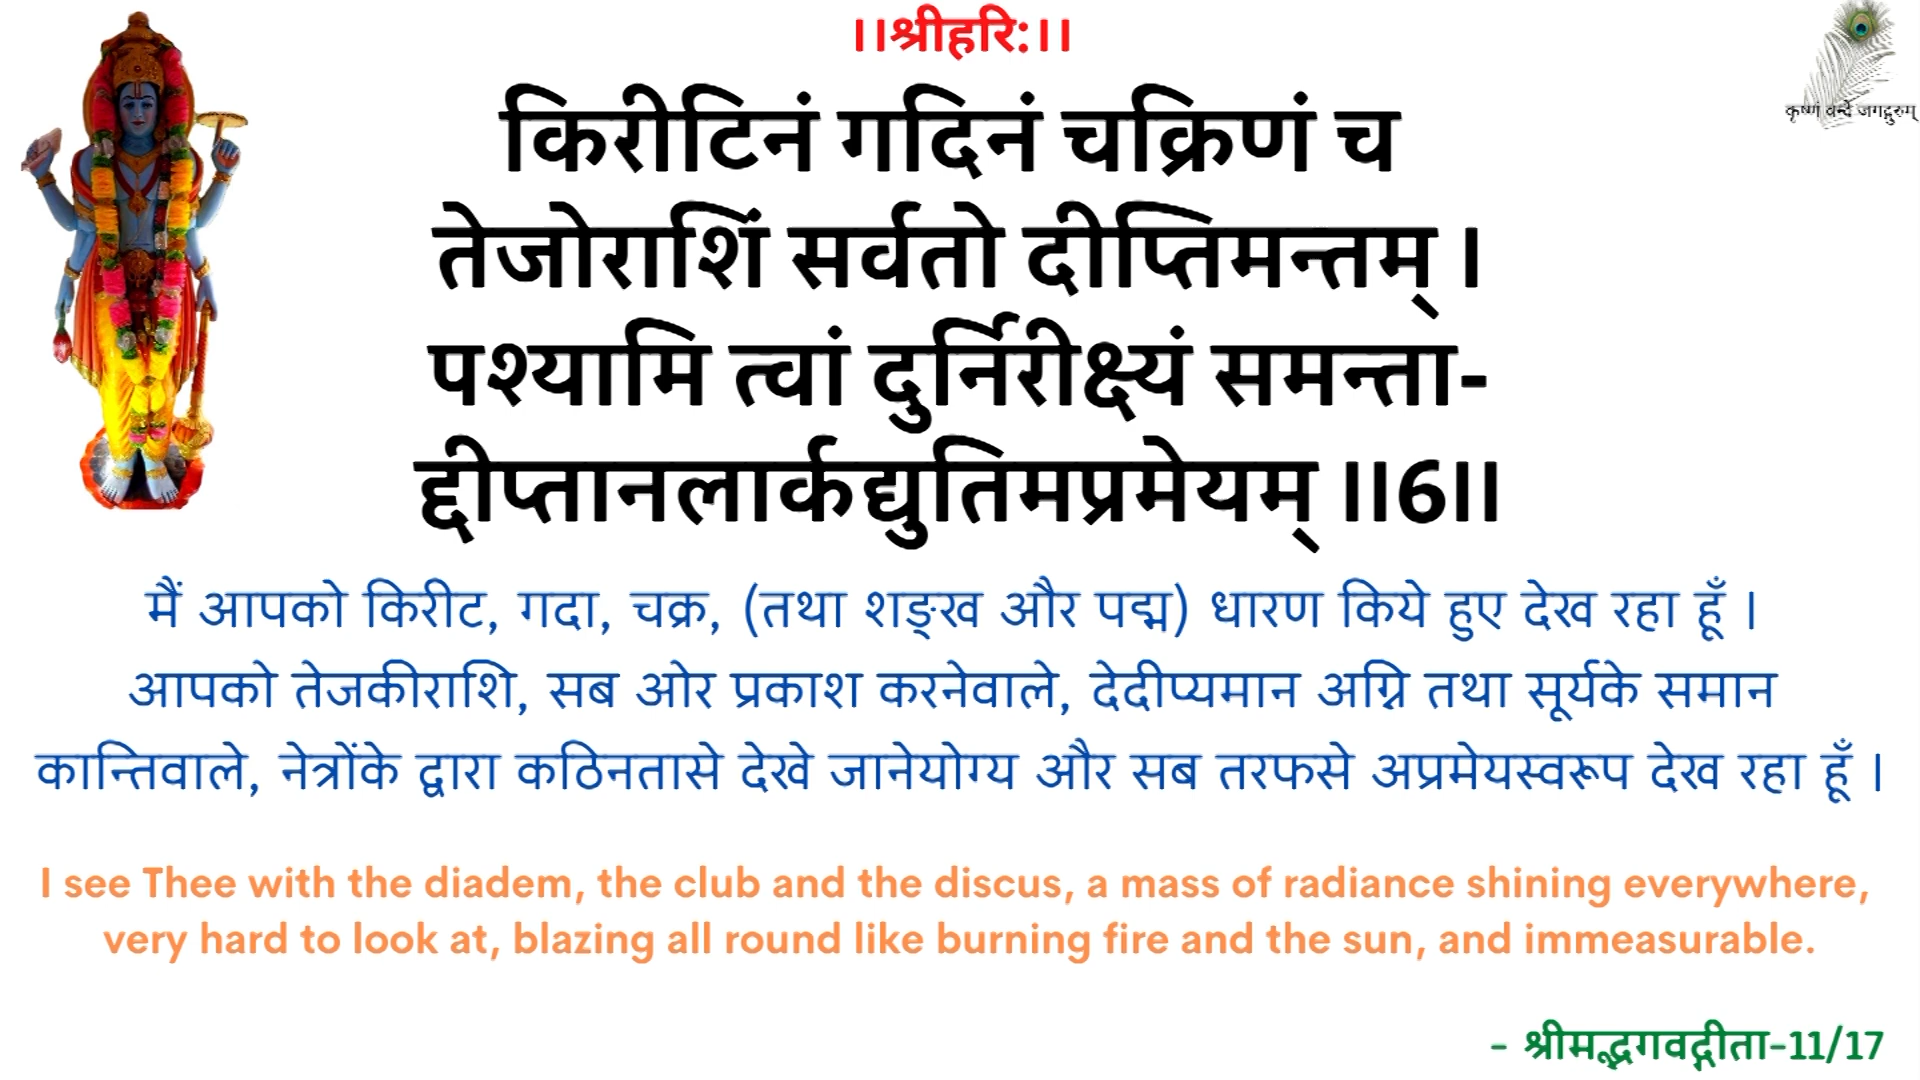 ।।श्रीहरि:।।
कृष्णं वन्दे जगद्गुरुम्
किरीटिनं गदिनं चक्रिणं च
तेजोराशिं सर्वतो दीप्तिमन्तम् ।
पश्यामि त्वां दुर्निरीक्ष्यं समन्ता-
द्दीप्तानलार्कद्युतिमप्रमेयम् ।।6।।
मैं आपको किरीट, गदा, चक्र, (तथा शङ्ख और पद्म) धारण किये हुए देख रहा हूँ ।
आपको तेजकीराशि, सब ओर प्रकाश करनेवाले, देदीप्यमान अग्नि तथा सूर्यके समान
कान्तिवाले, नेत्रोंके द्वारा कठिनतासे देखे जानेयोग्य और सब तरफसे अप्रमेयस्वरूप देख रहा हूँ ।
I see Thee with the diadem, the club and the discus, a mass of radiance shining everywhere,
very hard to look at, blazing all round like burning fire and the sun, and immeasurable.
- श्रीमद्भगवद्गीता-11/17